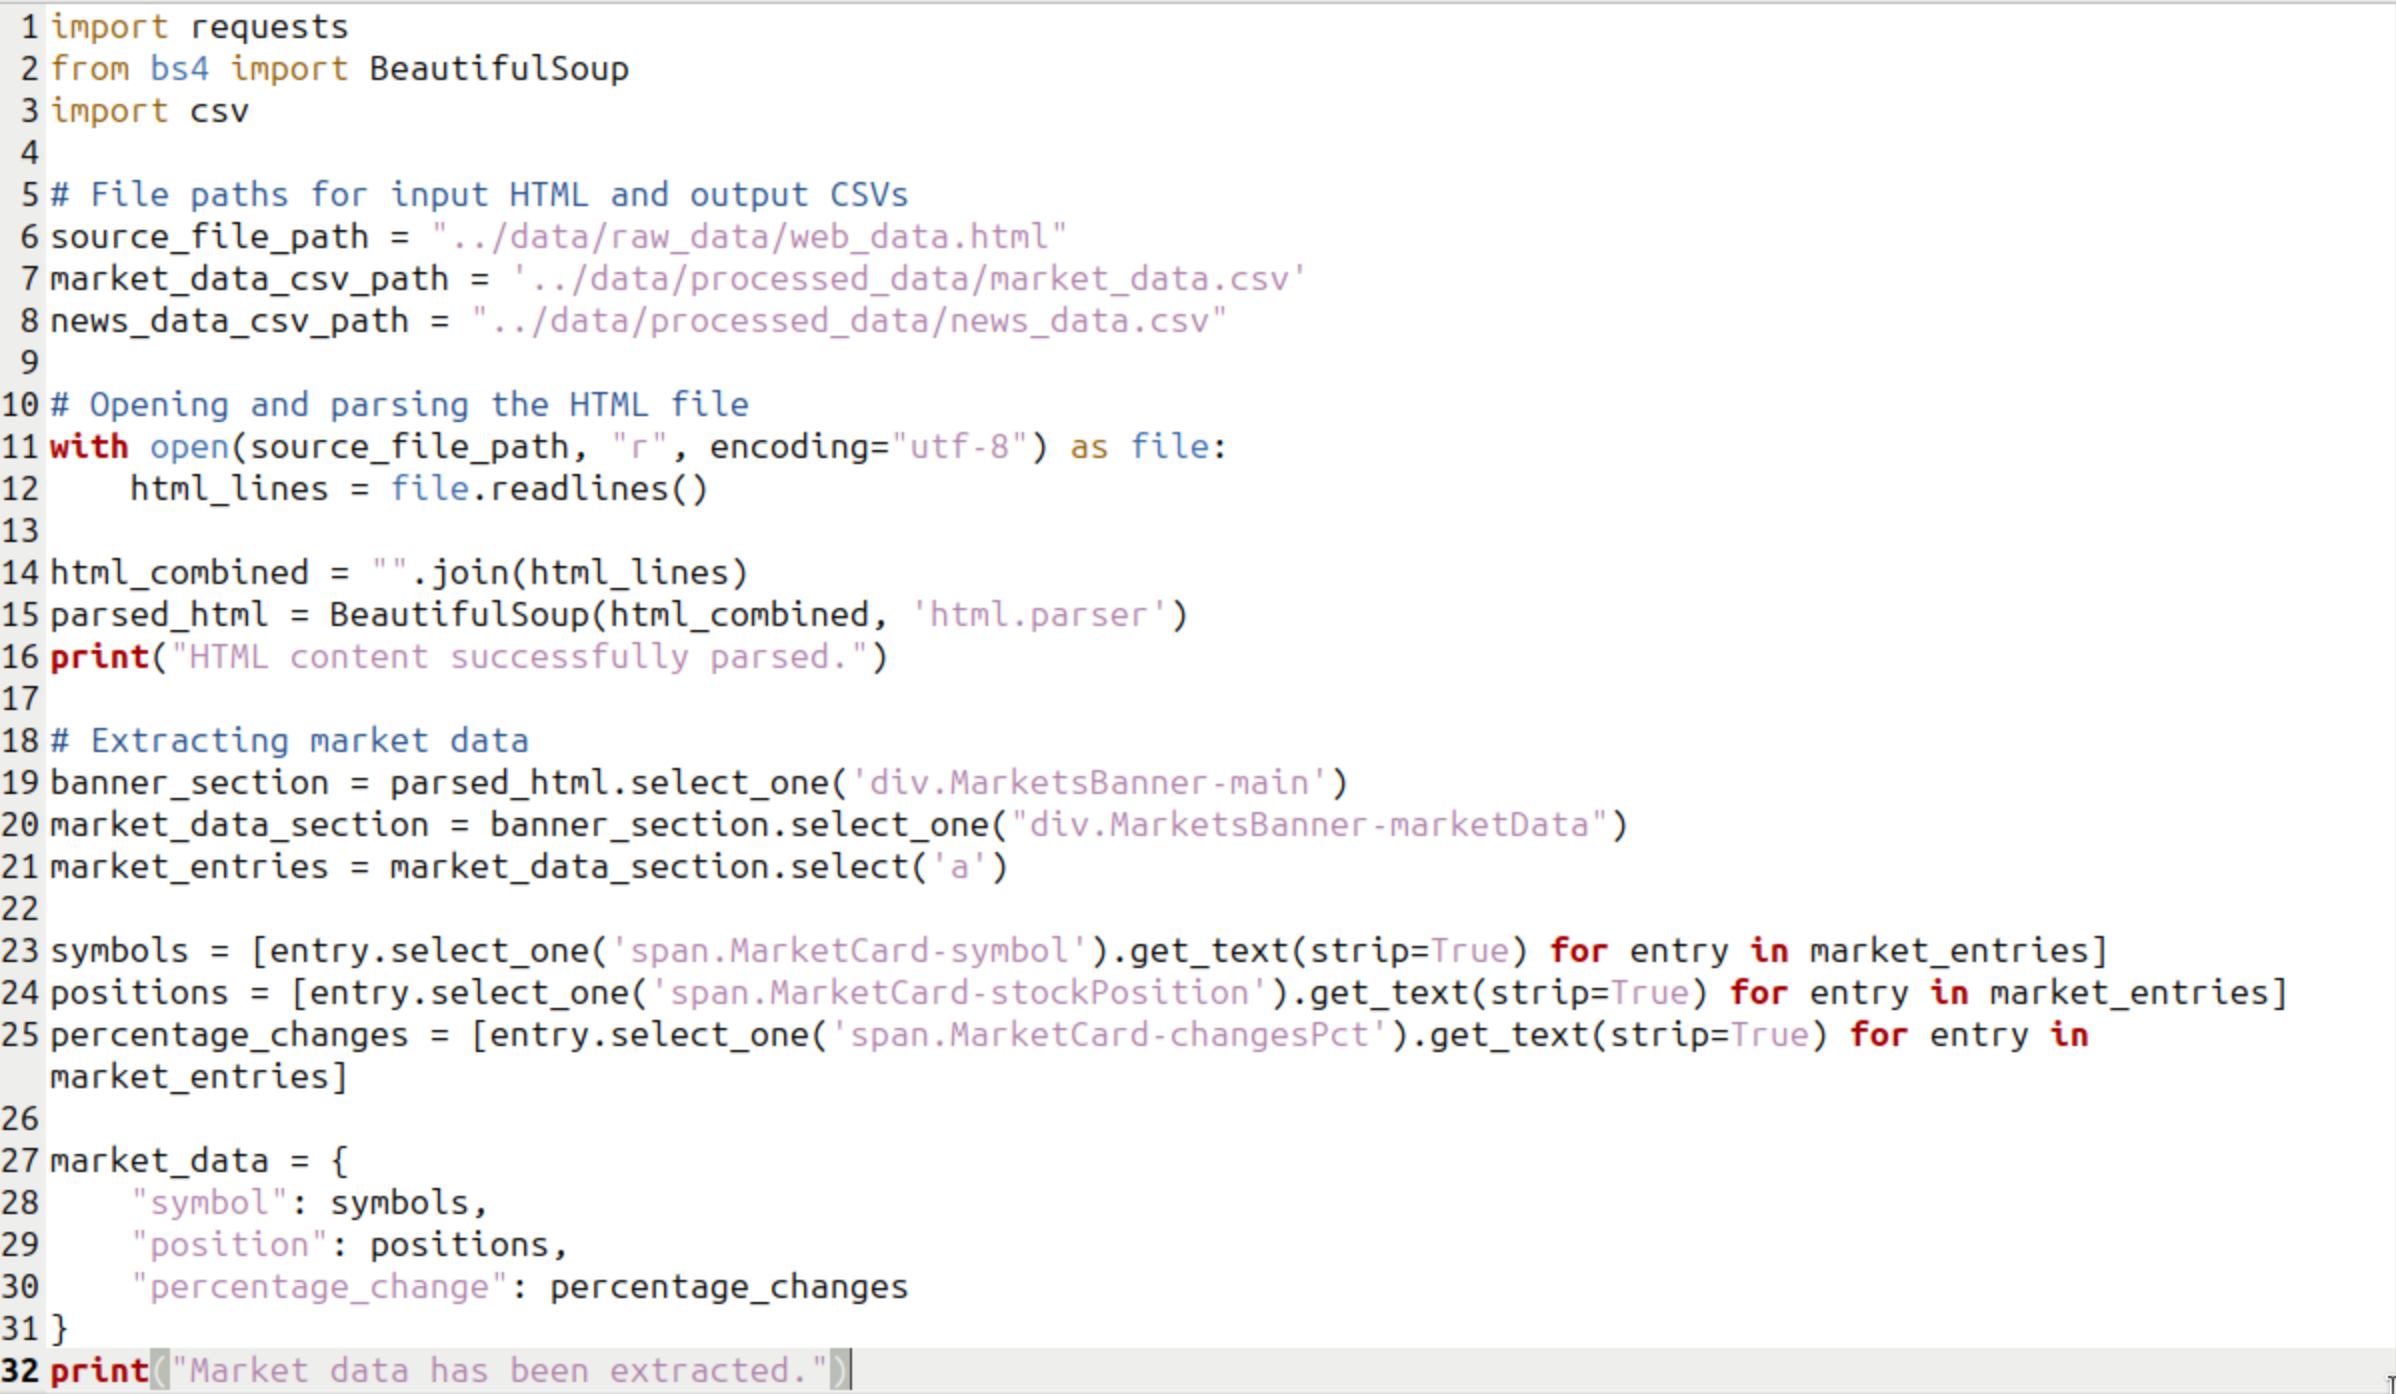 1 import requests
2 from bs4 import BeautifulSoup
3 import csv
4
5 # File paths for input HTML and output CSVs
6 source_file_path = "../data/raw_data/web_data.html"
7 market_data_csv_path = '../data/processed_data/market_data.csv'
8 news_data_csv_path = "../data/processed_data/news_data.csv"
9
10 # Opening and parsing the HTML file
11 with open(source_file_path, "r", encoding="utf-8") as file:
12     html_lines = file.readlines()
13
14 html_combined = "".join(html_lines)
15 parsed_html = BeautifulSoup(html_combined, 'html.parser')
16 print("HTML content successfully parsed.")
17
18 # Extracting market data
19 banner_section = parsed_html.select_one('div.MarketsBanner-main')
20 market_data_section = banner_section.select_one("div.MarketsBanner-marketData")
21 market_entries = market_data_section.select('a')
22
23 symbols = [entry.select_one('span.MarketCard-symbol').get_text(strip=True) for entry in market_entries]
24 positions = [entry.select_one('span.MarketCard-stockPosition').get_text(strip=True) for entry in market_entries]
25 percentage_changes = [entry.select_one('span.MarketCard-changesPct').get_text(strip=True) for entry in
market_entries]
26
27 market_data = {
28     "symbol": symbols,
29     "position": positions,
30     "percentage_change": percentage_changes
31 }
32 print("Market data has been extracted.")